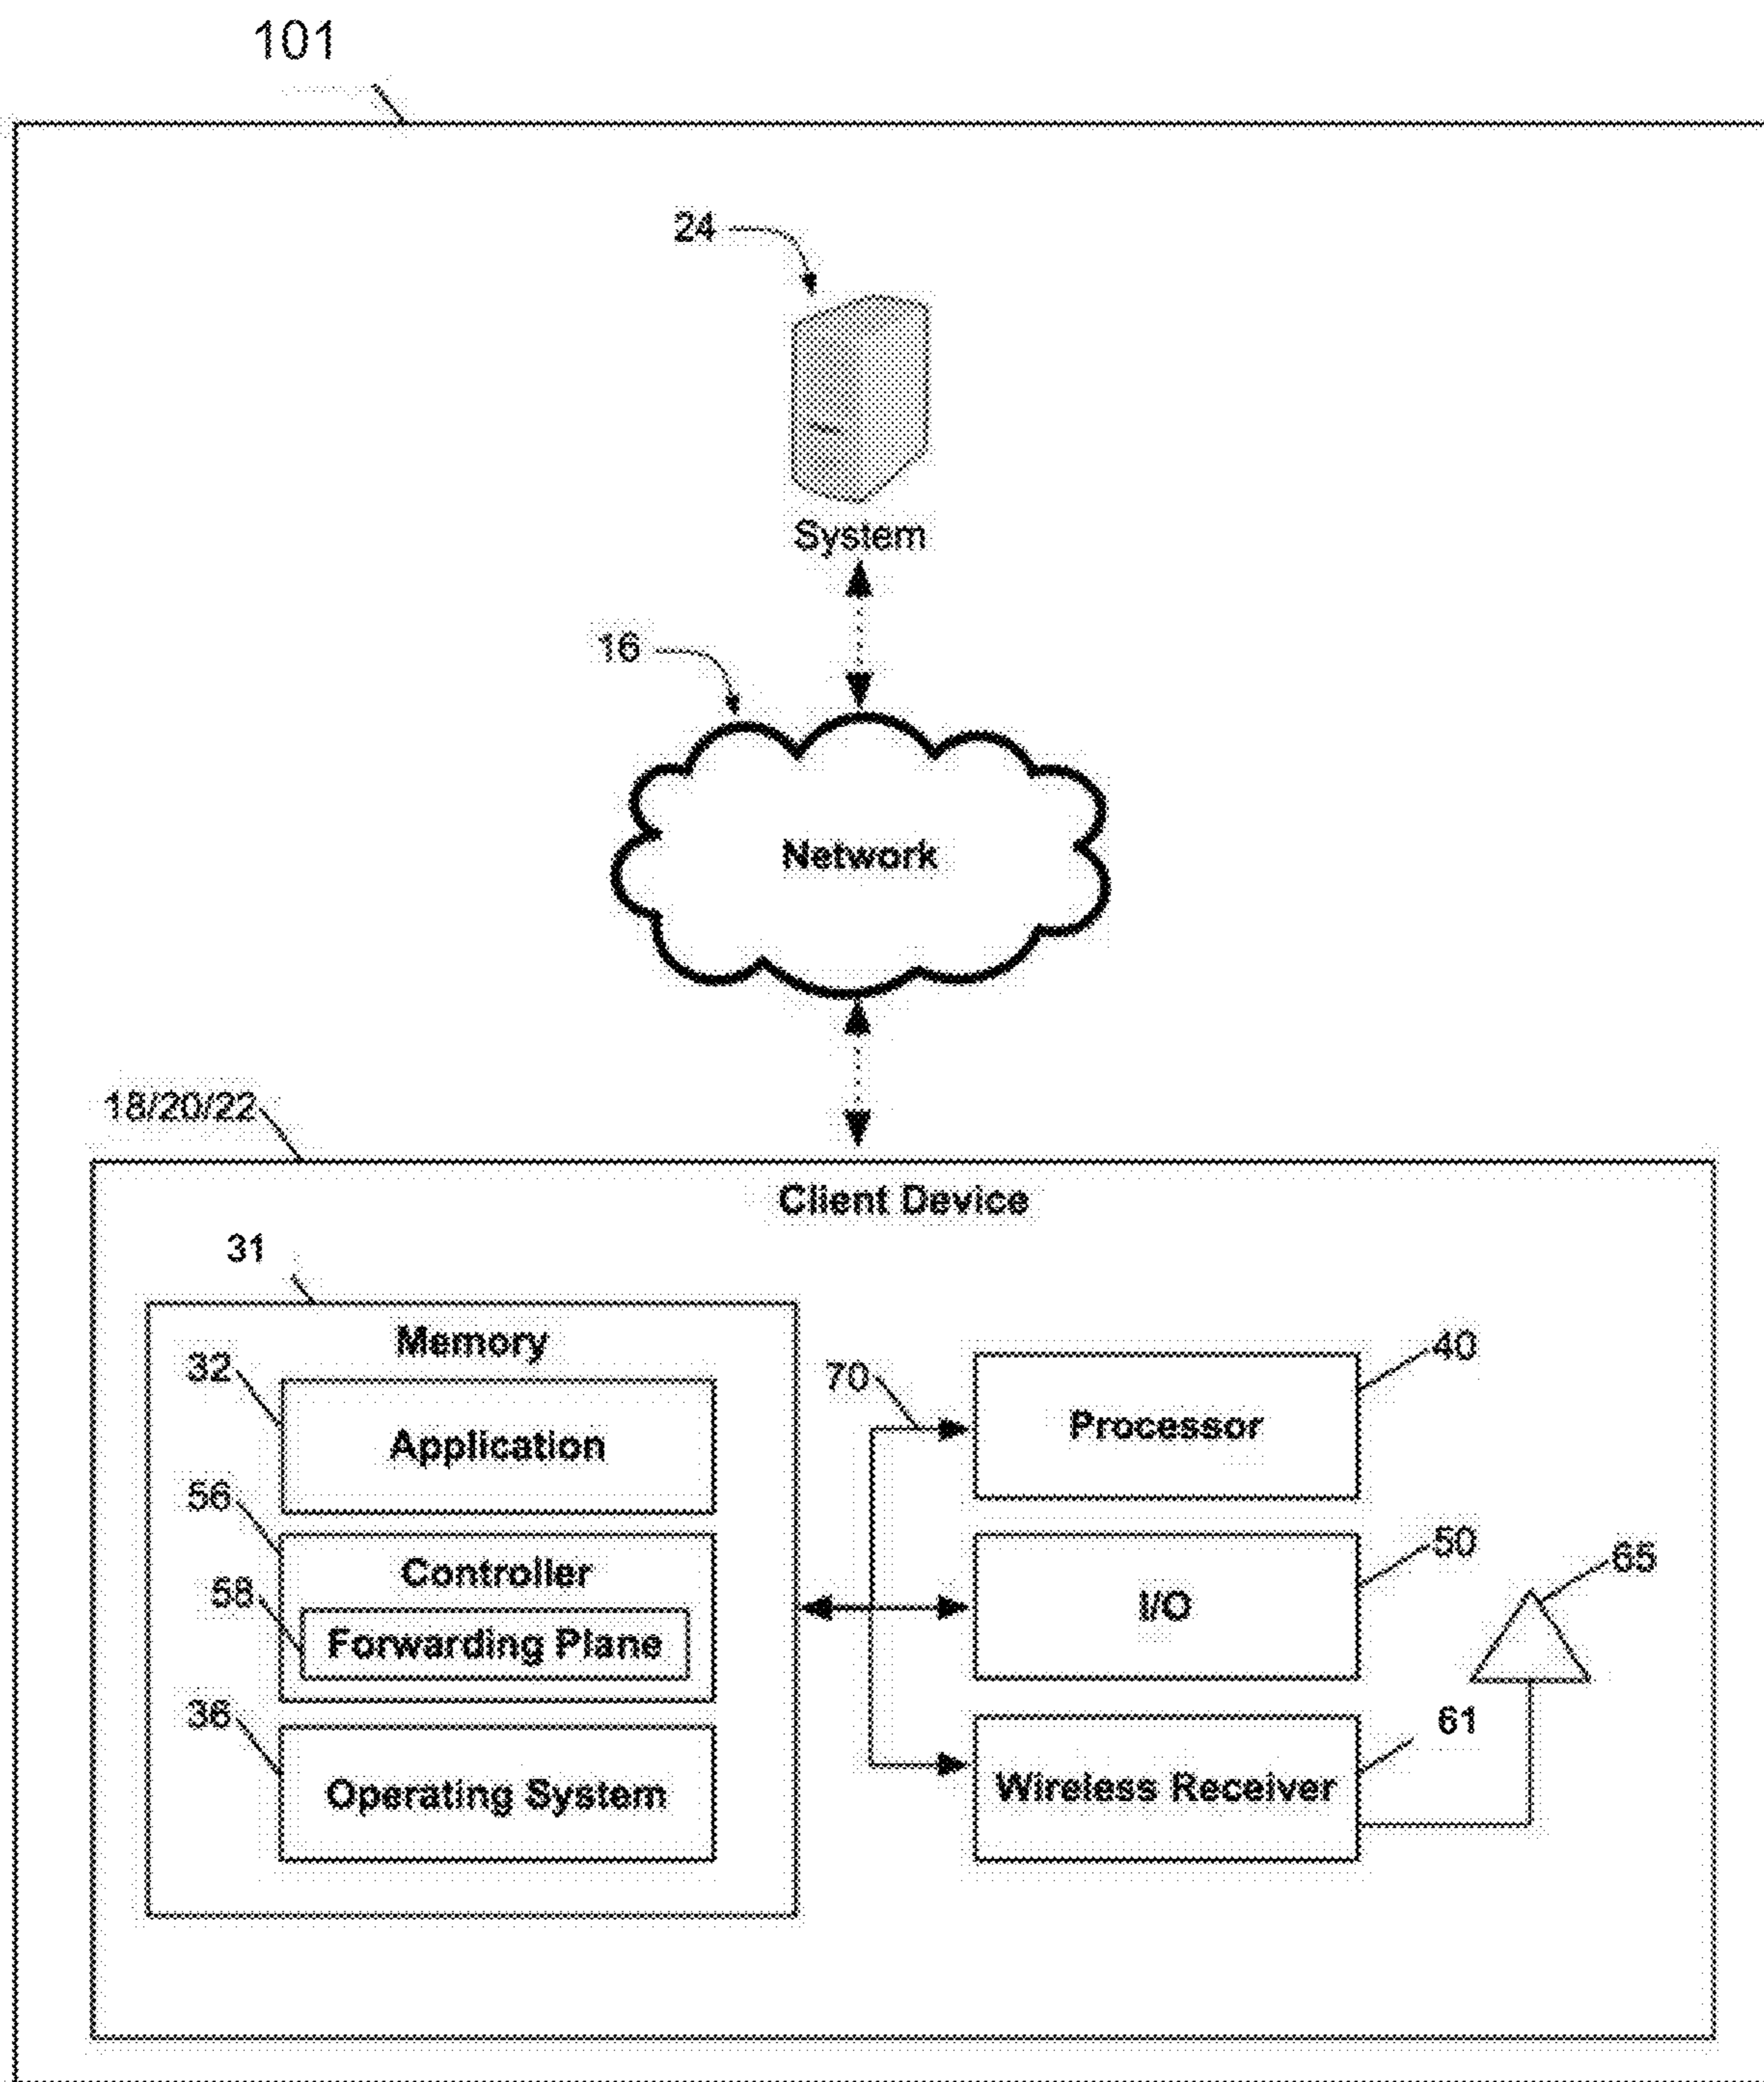 101
24
System
16
Network
18/20/22
Client Device
31
Memory
32
Application
70
40
Processor
56
Controller
50
I/O
65
58
Forwarding Plane
36
Operating System
61
Wireless Receiver